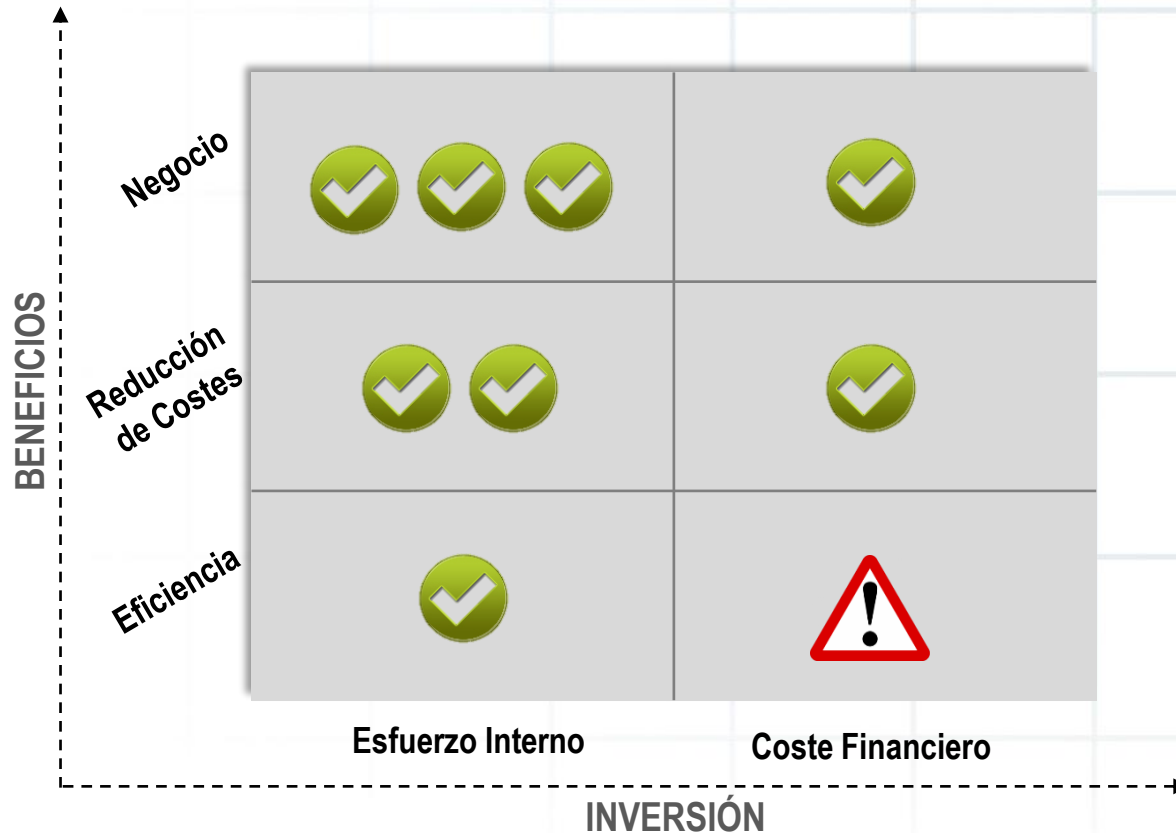 Negocio
BENEFICIOS
Reducción
de Costes
Eficiencia
Esfuerzo Interno
Coste Financiero
INVERSIÓN